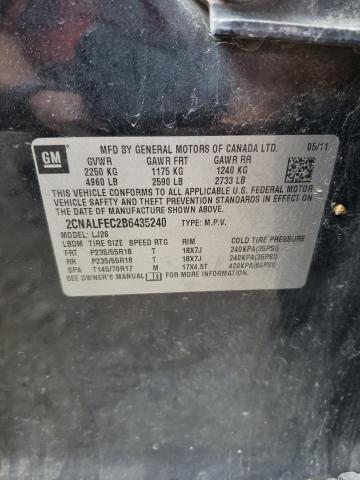 GM
MFD BY GENERAL MOTORS OF CANADA LTD. 05/11
GVWR GAWR FRT GAWR RR
2250 KG 1175 KG 1240 KG
4960 LB 2590 LB 2733 LB
THIS VEHICLE CONFORMS TO ALL APPLICABLE U.S. FEDERAL MOTOR
VEHICLE SAFETY AND THEFT PREVENTION STANDARDS IN EFFECT ON
THE DATE OF MANUFACTURE SHOWN ABOVE.
2CNALFEC2B6435240 TYPE: M.P.V.
MODEL: LJ26
LBDM TIRE SIZE SPEED RTG RIM COLD TIRE PRESSURE
FRT P235/55R18 T 18X7J 240KPA(35PSI)
RR P235/55R18 T 18X7J 240KPA(35PSI)
SPA T145/70R17 M 17X4.5T 420KPA(60PSI)
SEE OWNER'S MANUAL FOR MORE INFORMATION.